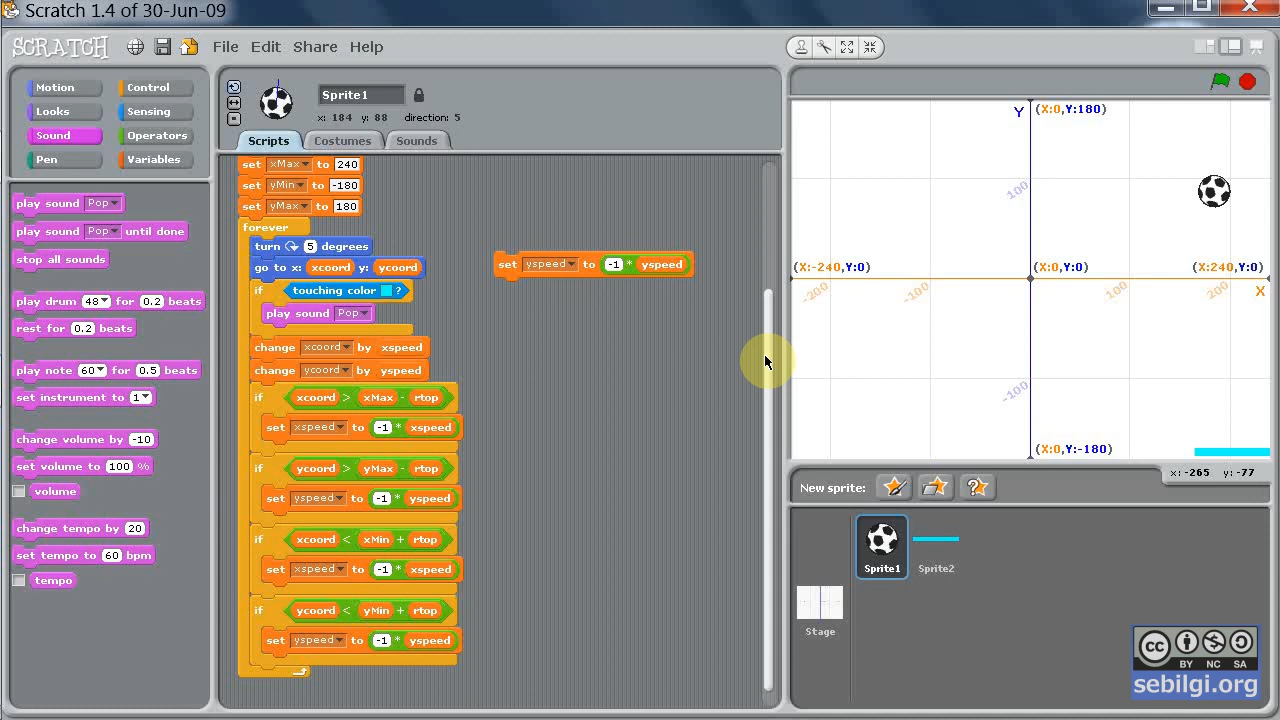 Scratch 1.4 of 30-Jun-09
SCRATCH File Edit Share Help
Motion Control
Looks Sensing
Sound Operators
Pen Variables
play sound Pop
play sound Pop until done
stop all sounds
play drum 48 for 0.2 beats
rest for 0.2 beats
play note 60 for 0.5 beats
set instrument to 1
change volume by -10
set volume to 100 %
volume
change tempo by 20
set tempo to 60 bpm
tempo
Sprite1
x: 184 y: 88 direction: 5
Scripts Costumes Sounds
set xMax to 240
set yMin to -180
set yMax to 180
forever
turn 5 degrees
go to x: xcoord y: ycoord
if touching color ?
play sound Pop
change xcoord by xspeed
change ycoord by yspeed
if xcoord > xMax - rtop
set xspeed to -1 * xspeed
if ycoord > yMax - rtop
set yspeed to -1 * yspeed
if xcoord < xMin + rtop
set xspeed to -1 * xspeed
if ycoord < yMin + rtop
set yspeed to -1 * yspeed
set yspeed to -1 * yspeed
Y (X:0,Y:180)
100
(X:-240,Y:0) (X:0,Y:0) (X:240,Y:0)
-200 -100 100 200 X
-100
(X:0,Y:-180)
x: -265 y: -77
New sprite:
Sprite1 Sprite2
Stage
cc BY NC SA
sebilgi.org